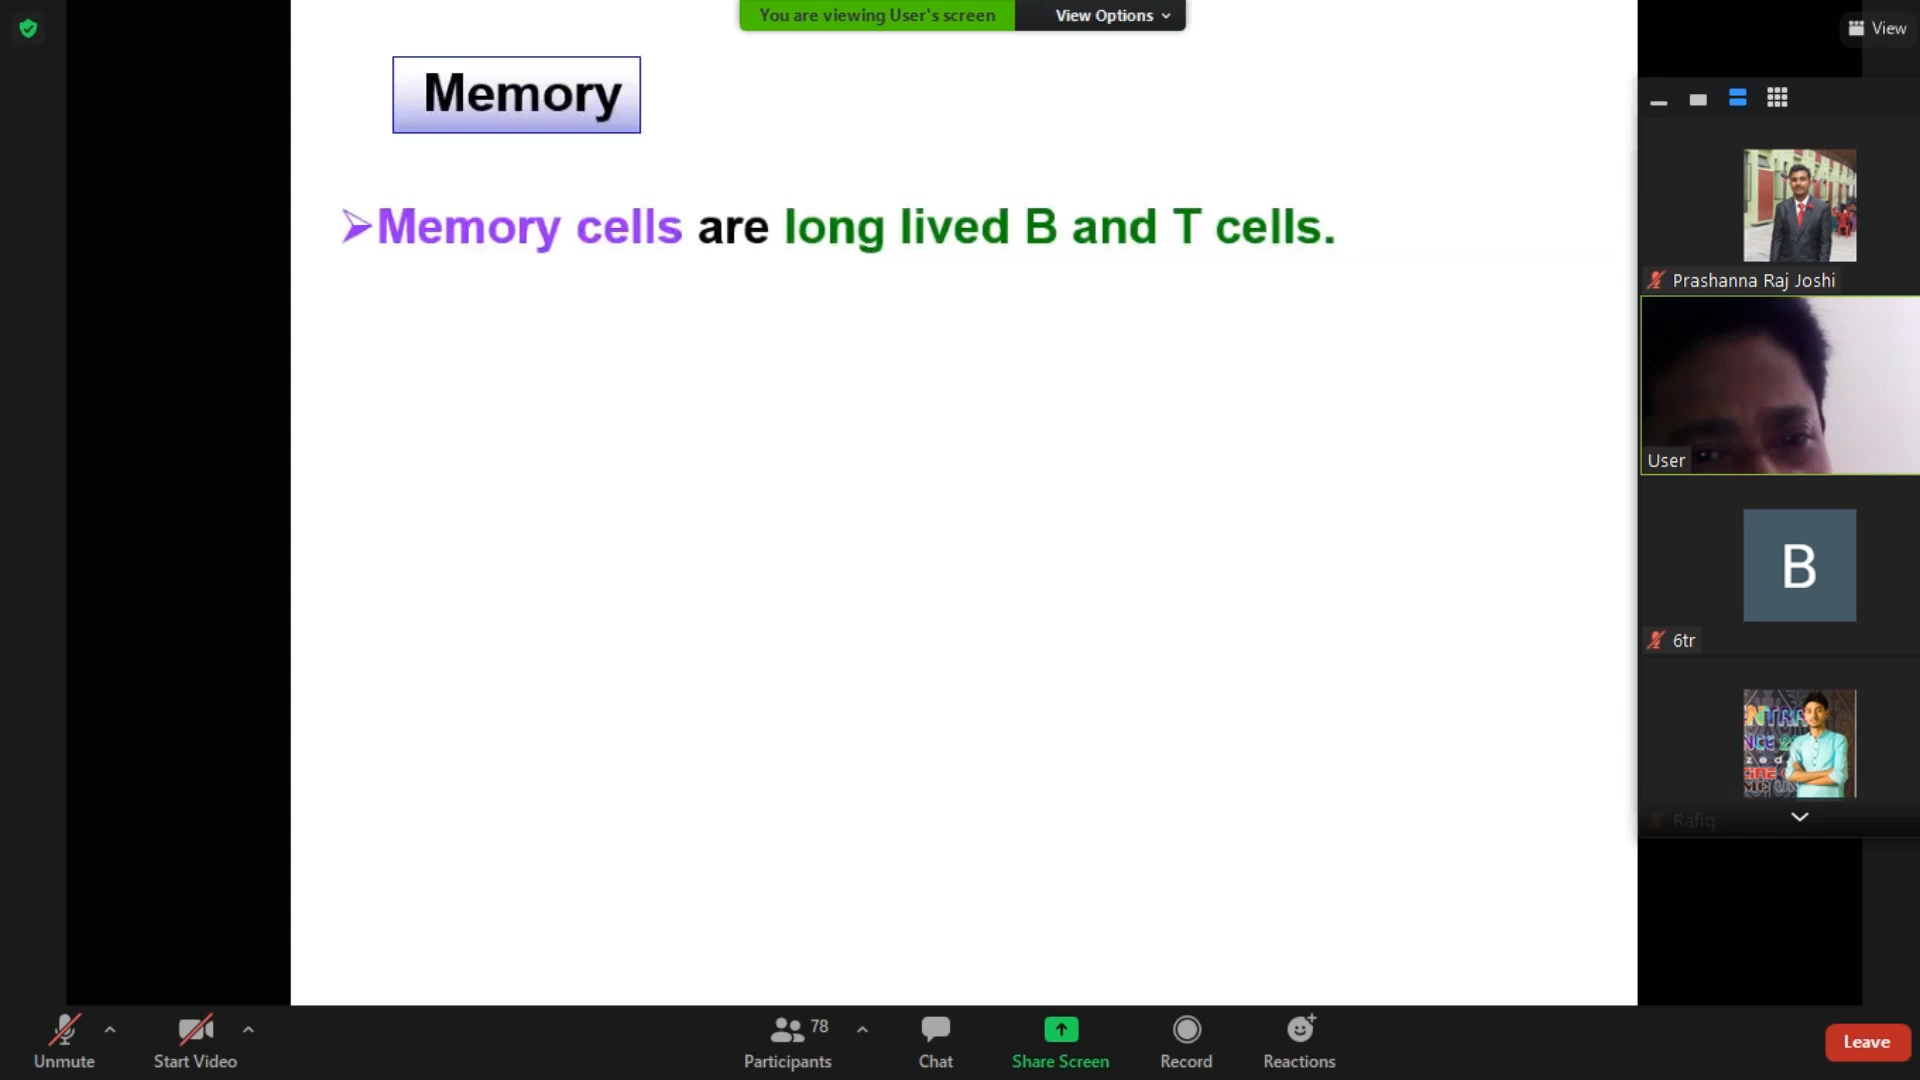 You are viewing User's screen
View Options
View
Memory
➢Memory cells are long lived B and T cells.
Prashanna Raj Joshi
User
B
6tr
Rafiq
Unmute
Start Video
78
Participants
Chat
Share Screen
Record
Reactions
Leave